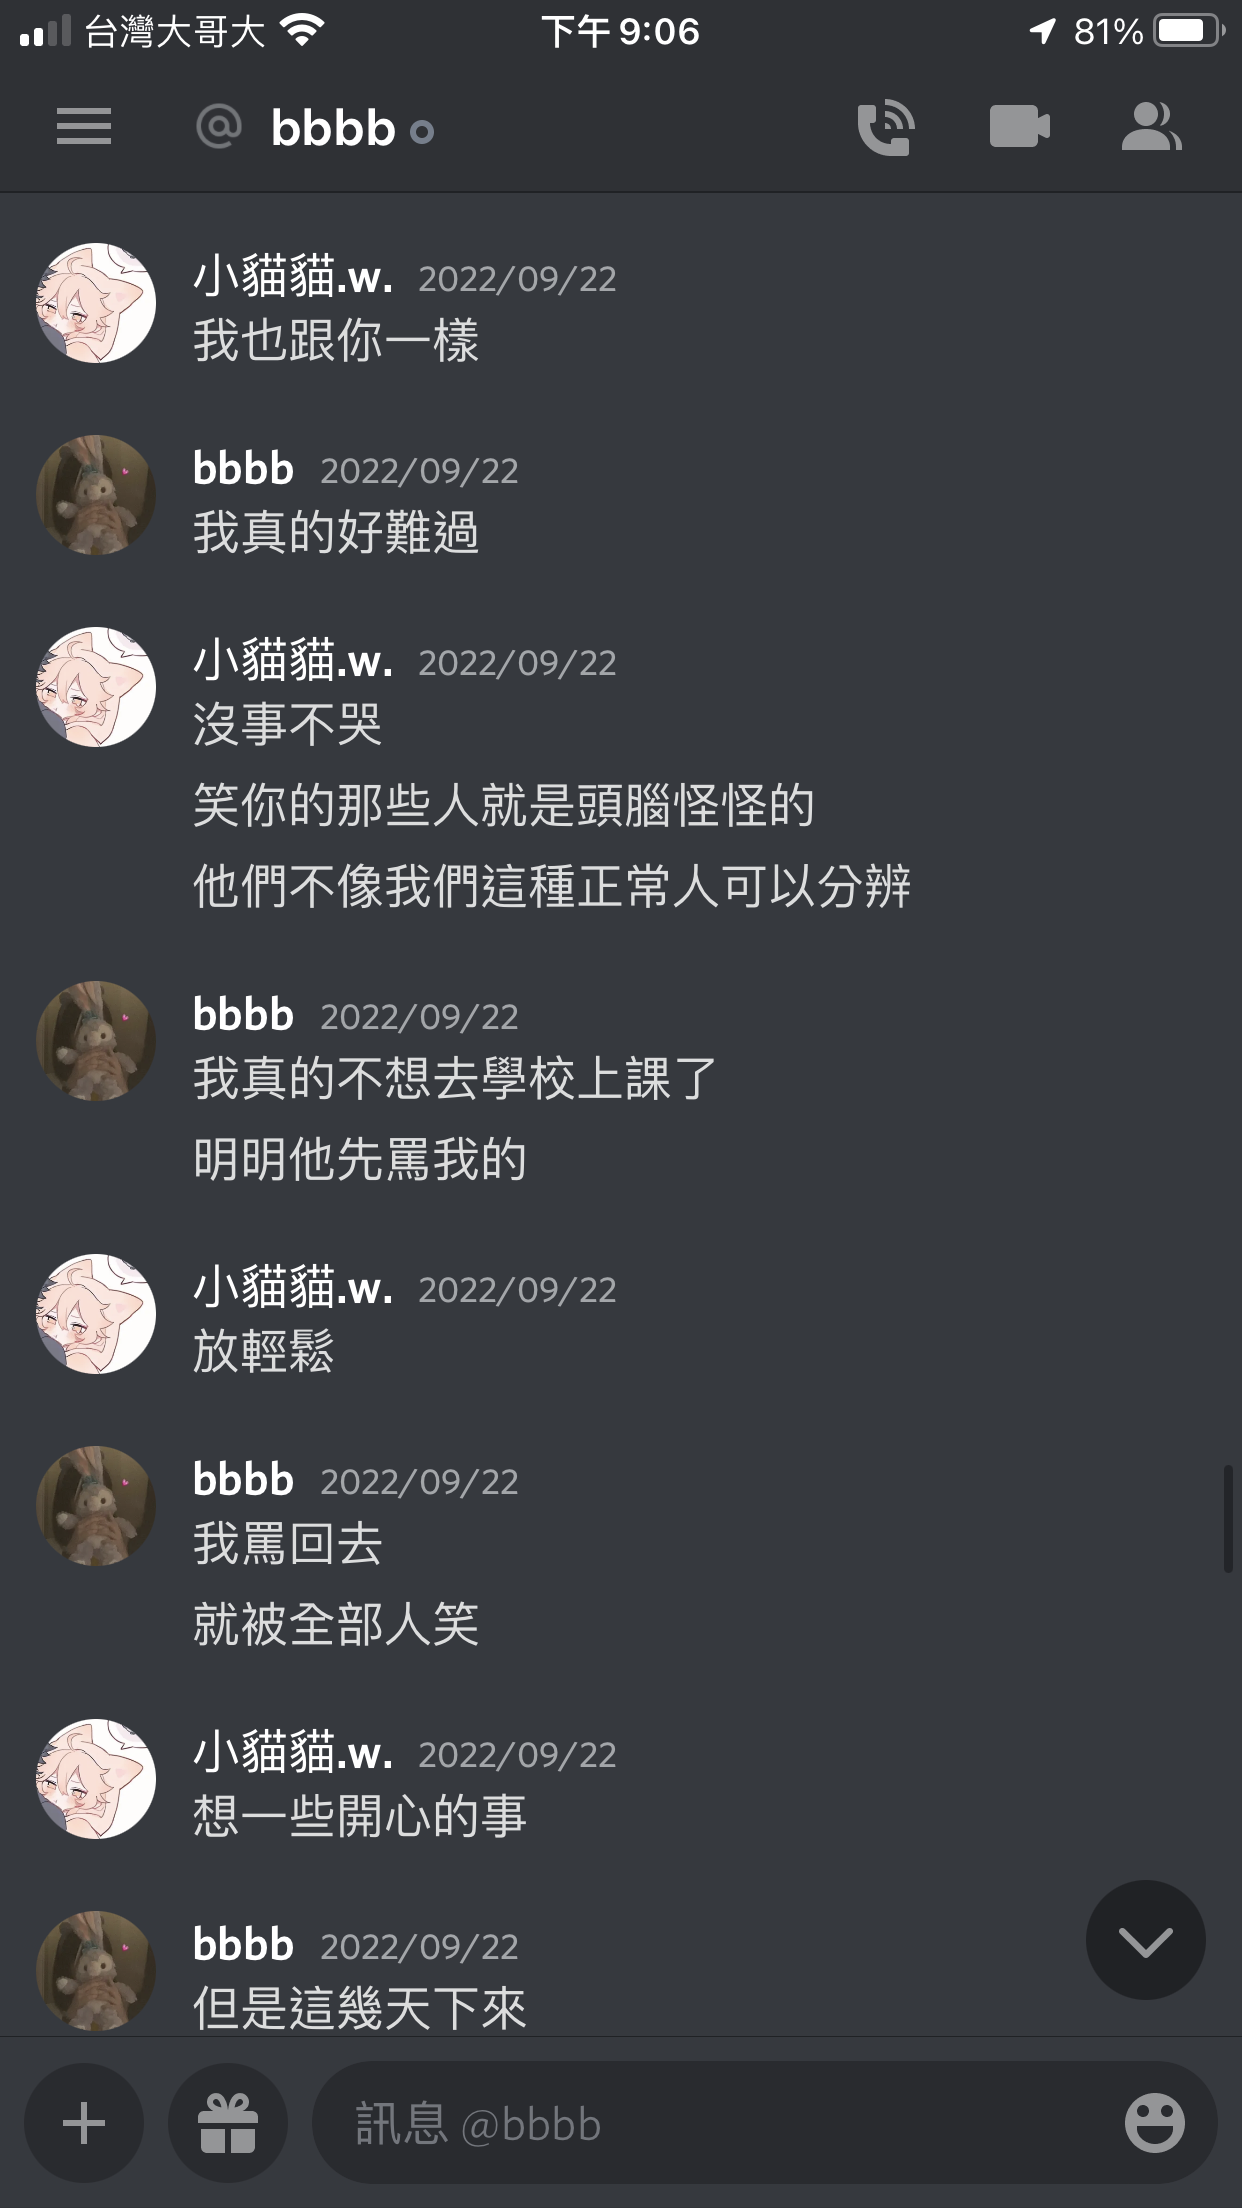 台灣大哥大 下午 9:06 81%
@ bbbb
小貓貓.w. 2022/09/22
我也跟你一樣
bbbb 2022/09/22
我真的好難過
小貓貓.w. 2022/09/22
沒事不哭
笑你的那些人就是頭腦怪怪的
他們不像我們這種正常人可以分辨
bbbb 2022/09/22
我真的不想去學校上課了
明明他先罵我的
小貓貓.w. 2022/09/22
放輕鬆
bbbb 2022/09/22
我罵回去
就被全部人笑
小貓貓.w. 2022/09/22
想一些開心的事
bbbb 2022/09/22
但是這幾天下來
訊息 @bbbb